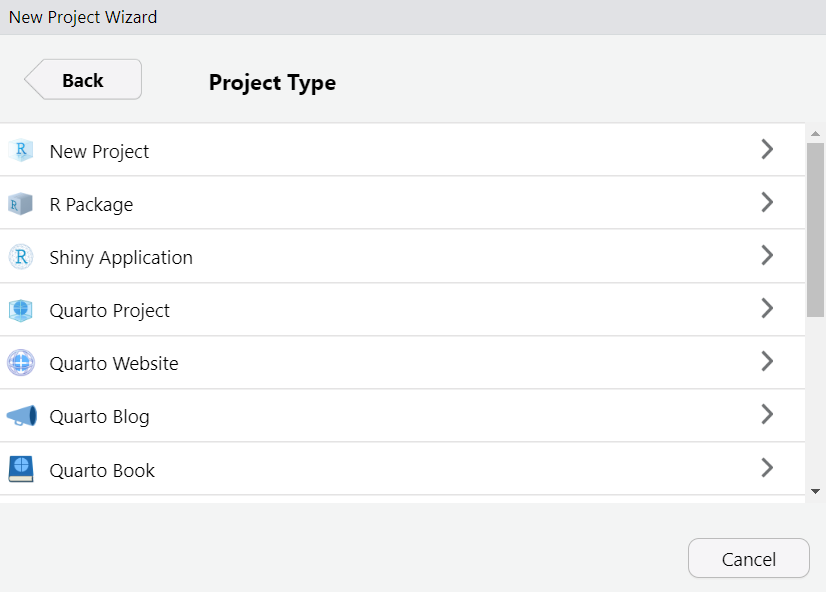 New Project Wizard
Back
Project Type
R New Project
R R Package
R Shiny Application
Quarto Project
Quarto Website
Quarto Blog
Quarto Book
Cancel